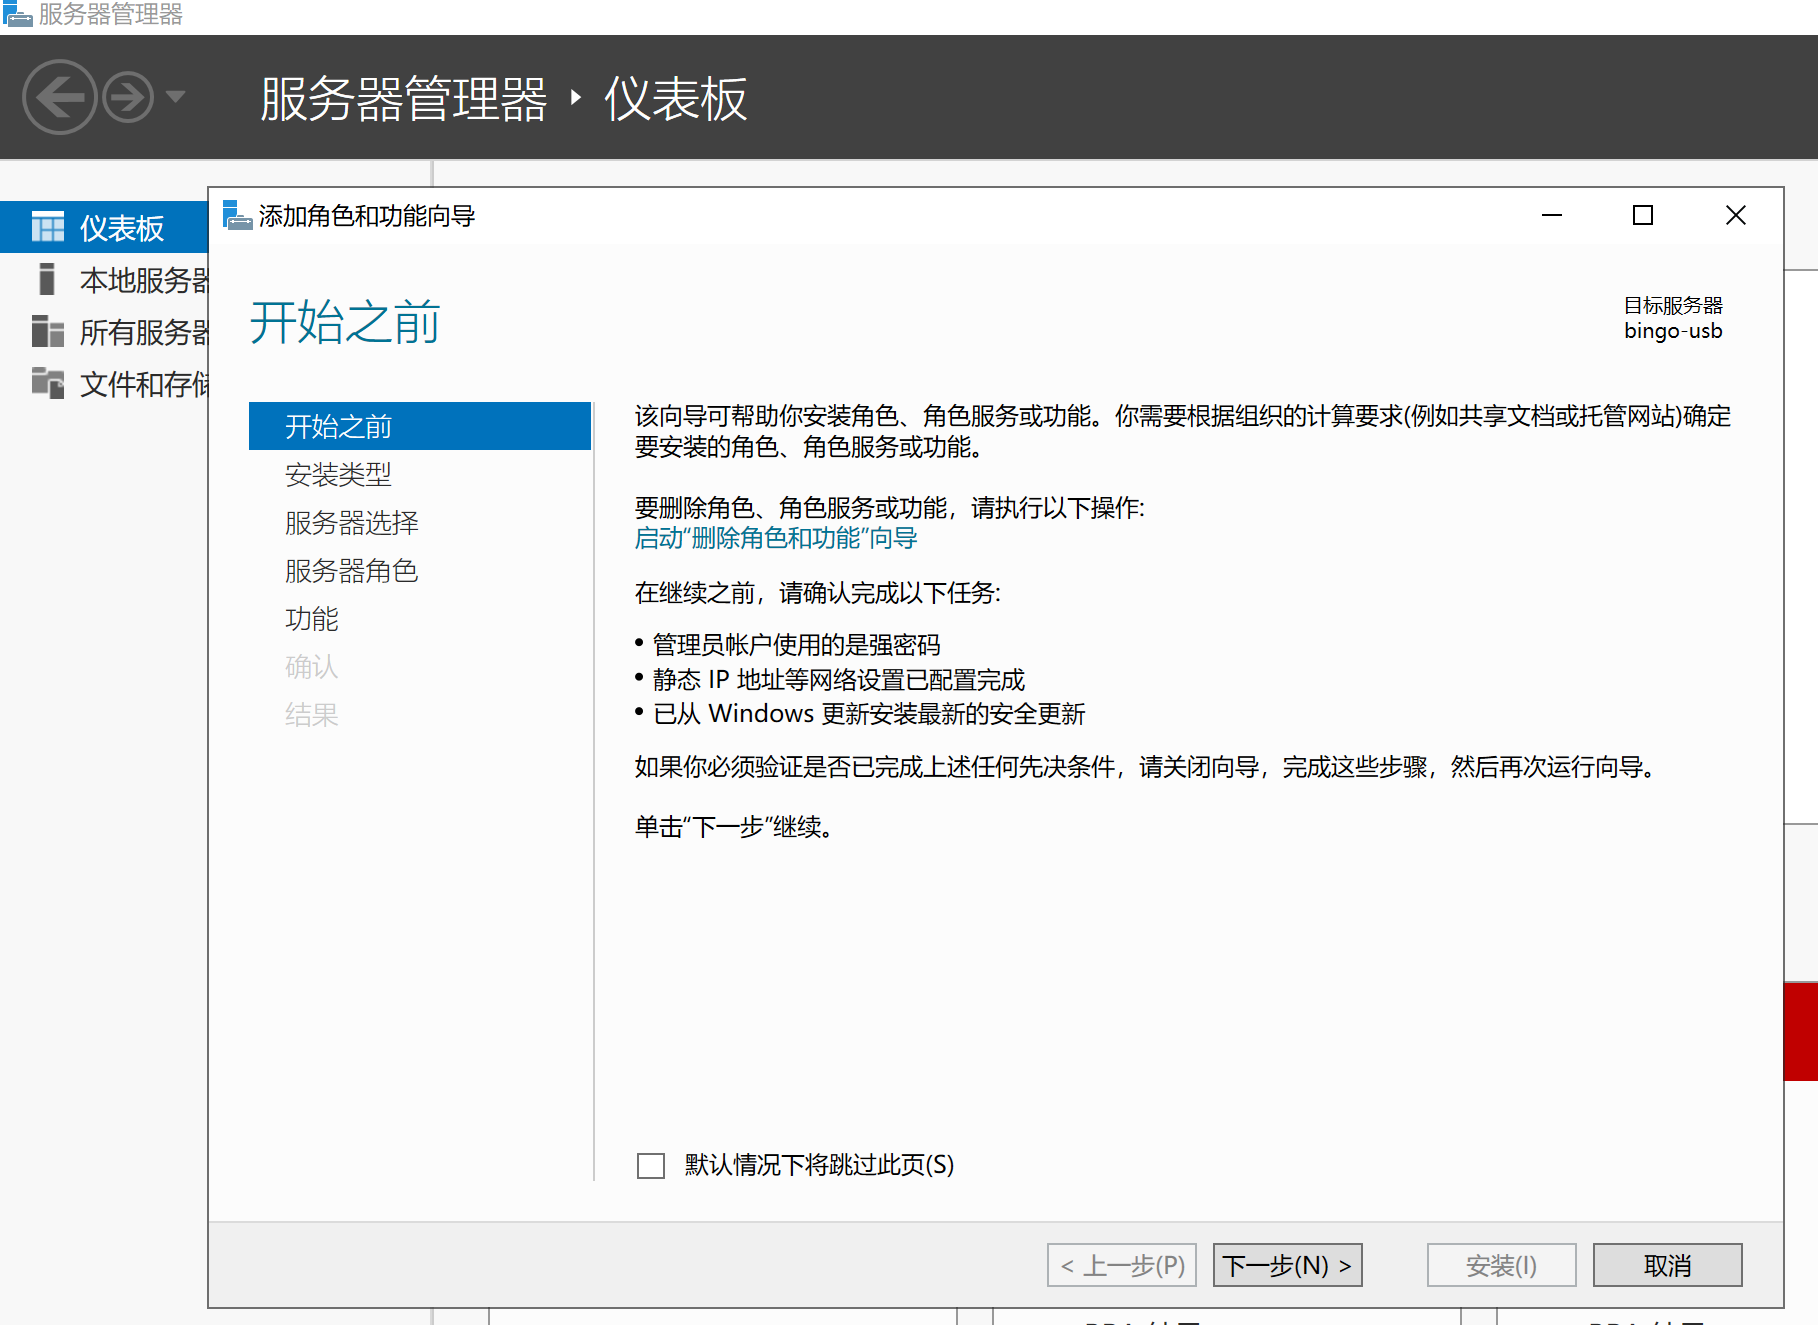 服务器管理器
服务器管理器 ‣ 仪表板
仪表板
本地服务器
所有服务器
文件和存储
添加角色和功能向导
开始之前
目标服务器
bingo-usb
开始之前
安装类型
服务器选择
服务器角色
功能
确认
结果
该向导可帮助你安装角色、角色服务或功能。你需要根据组织的计算要求(例如共享文档或托管网站)确定
要安装的角色、角色服务或功能。
要删除角色、角色服务或功能，请执行以下操作:
启动“删除角色和功能”向导
在继续之前，请确认完成以下任务:
• 管理员帐户使用的是强密码
• 静态 IP 地址等网络设置已配置完成
• 已从 Windows 更新安装最新的安全更新
如果你必须验证是否已完成上述任何先决条件，请关闭向导，完成这些步骤，然后再次运行向导。
单击“下一步”继续。
默认情况下将跳过此页(S)
< 上一步(P)
下一步(N) >
安装(I)
取消